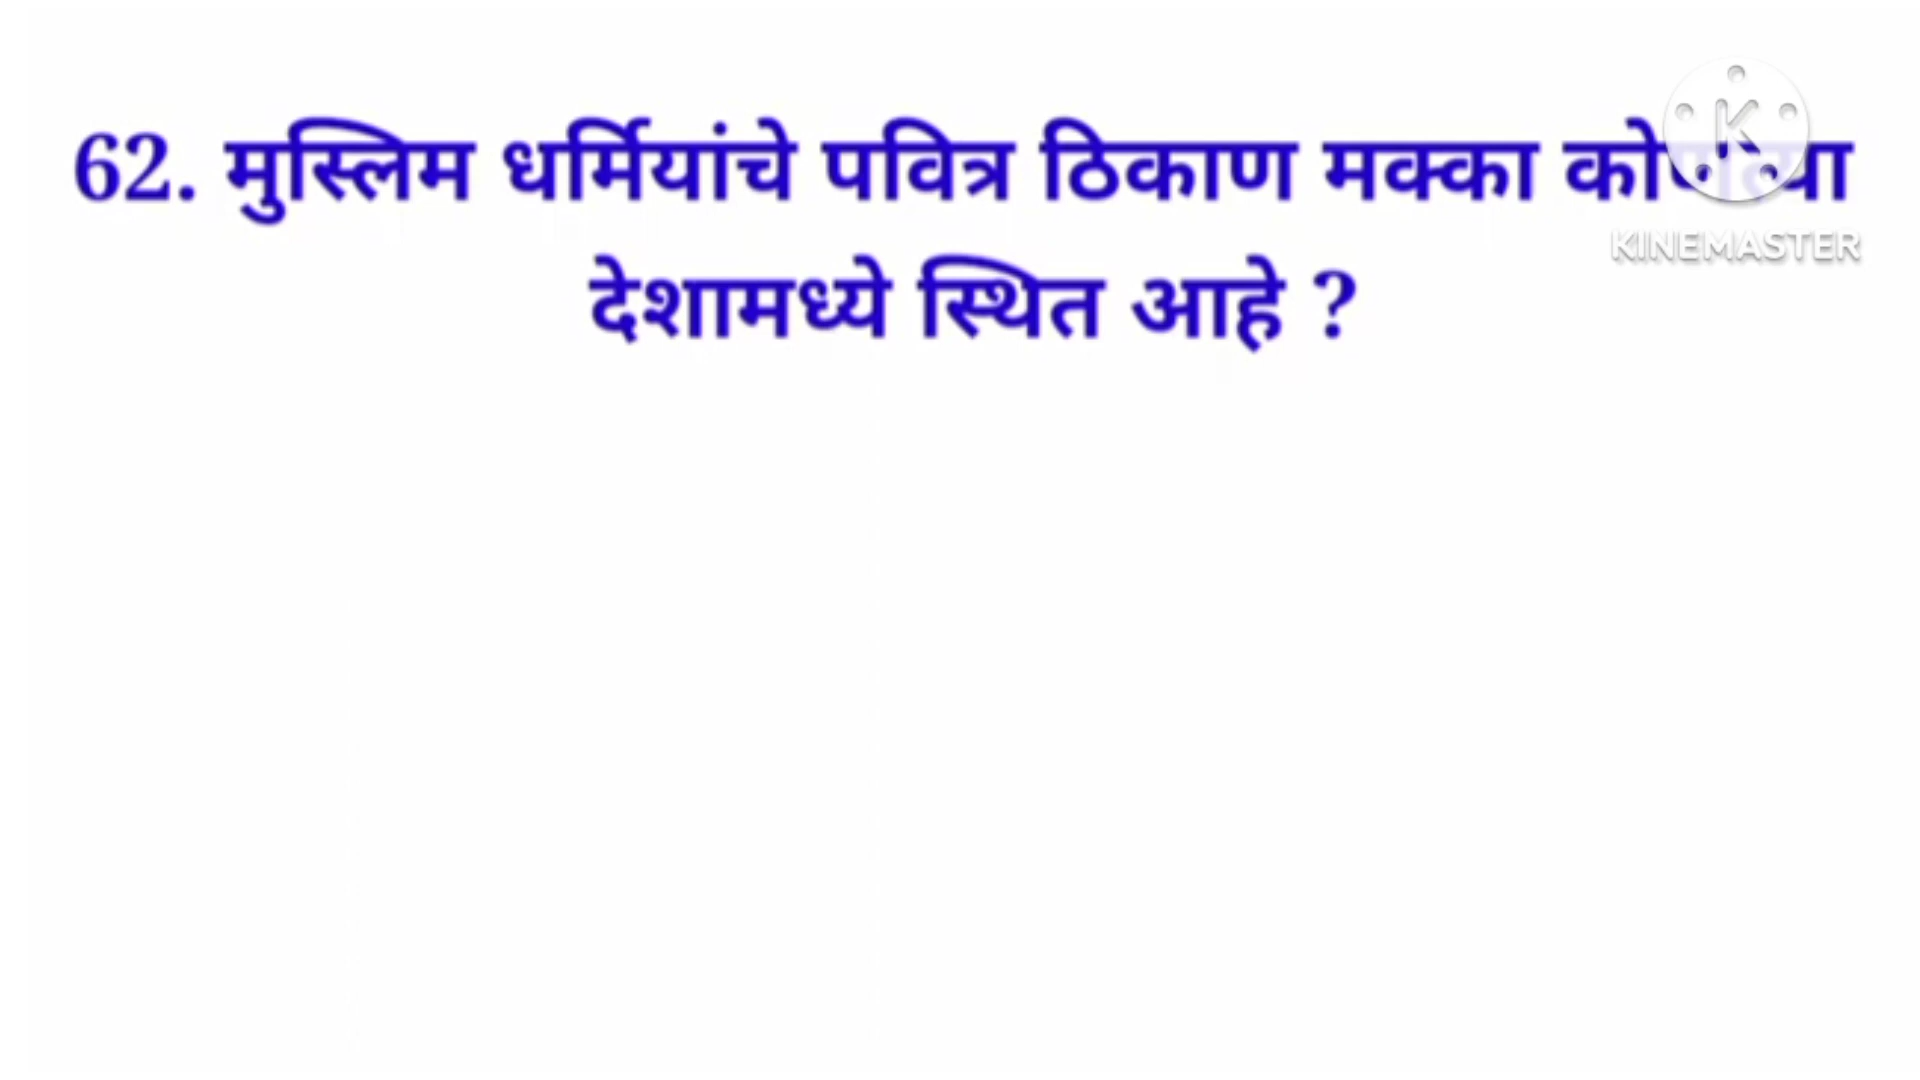 62. मुस्लिम धर्मियांचे पवित्र ठिकाण मक्का कोणत्या
देशामध्ये स्थित आहे ?
K
KINEMASTER